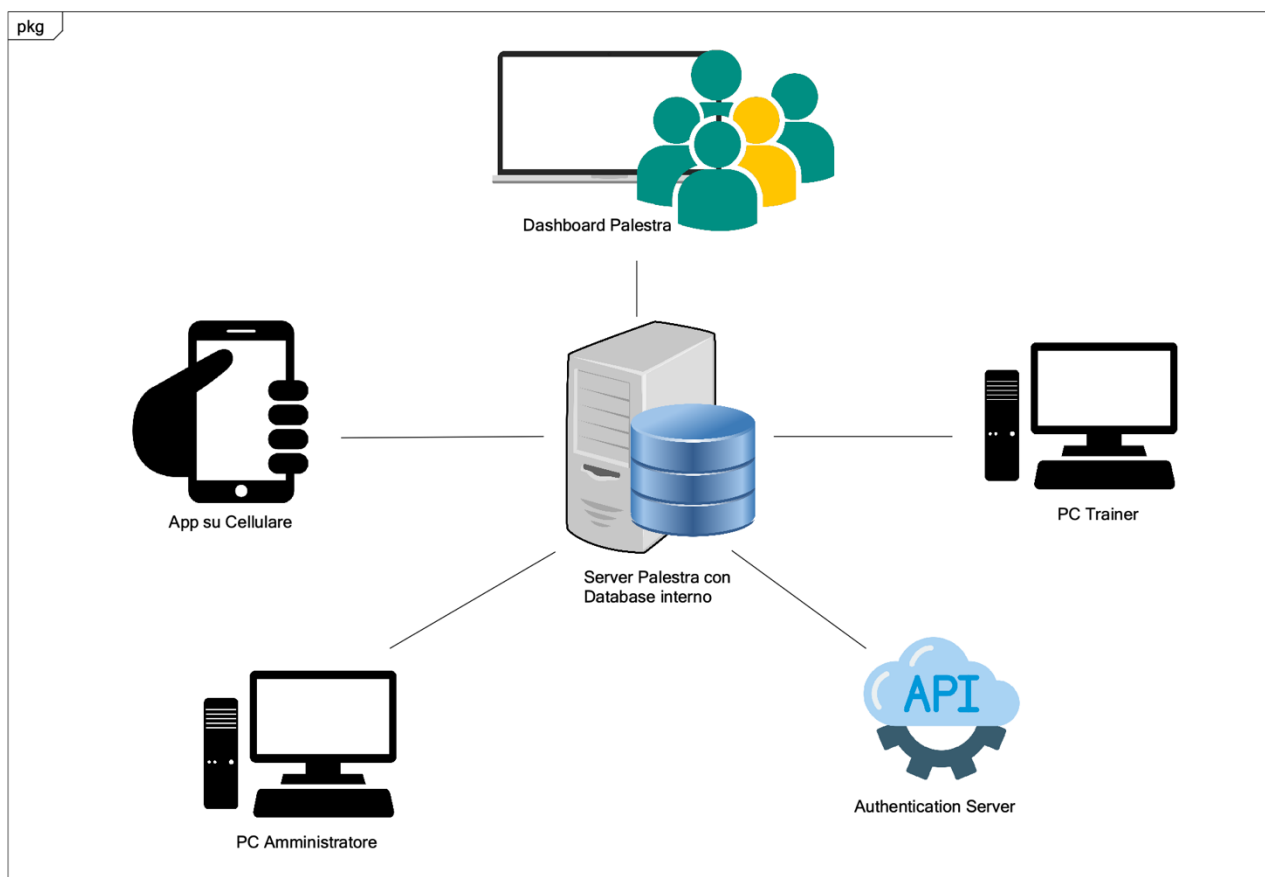 pkg
Dashboard Palestra
App su Cellulare
PC Trainer
Server Palestra con
Database interno
API
Authentication Server
PC Amministratore